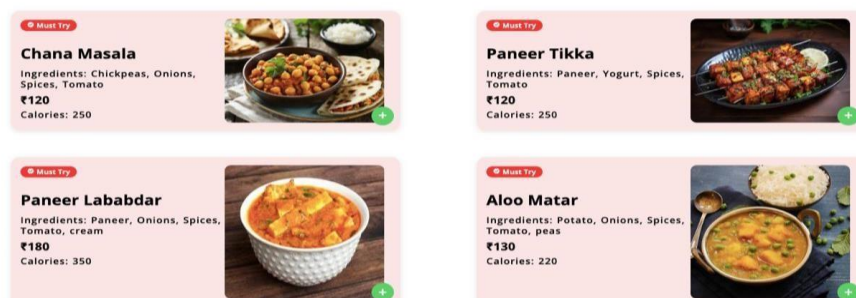 Must Try
Chana Masala
Ingredients: Chickpeas, Onions,
Spices, Tomato
₹120
Calories: 250
+
Must Try
Paneer Tikka
Ingredients: Paneer, Yogurt, Spices,
Tomato
₹120
Calories: 250
+
Must Try
Paneer Lababdar
Ingredients: Paneer, Onions, Spices,
Tomato, cream
₹180
Calories: 350
+
Must Try
Aloo Matar
Ingredients: Potato, Onions, Spices,
Tomato, peas
₹130
Calories: 220
+